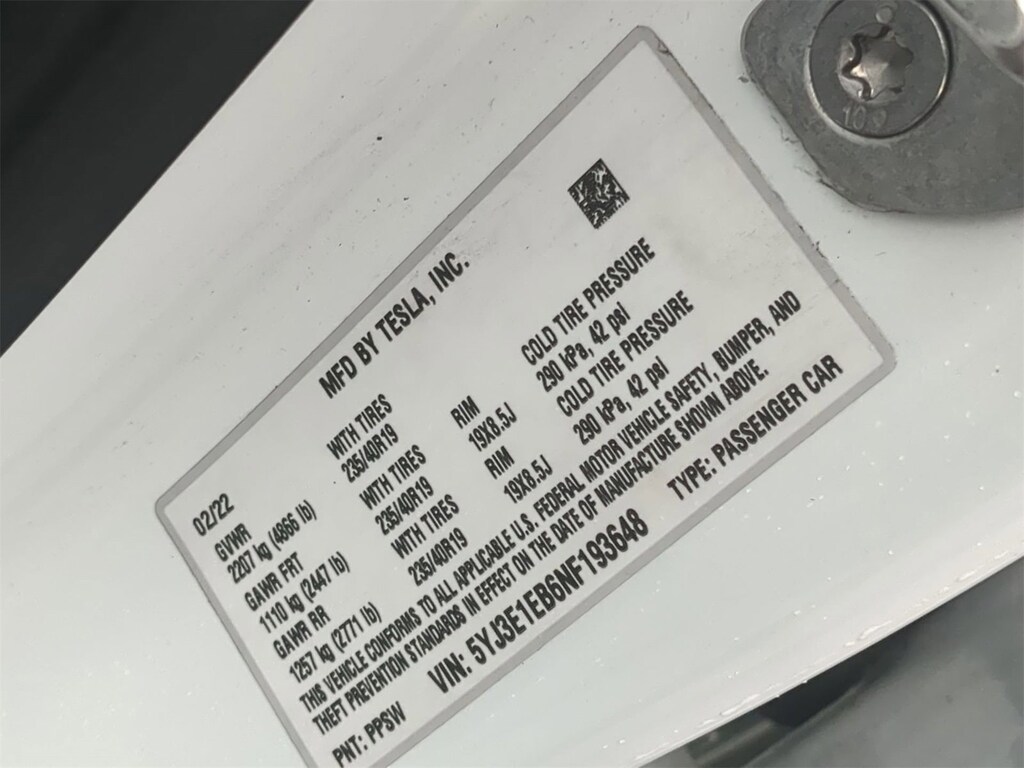 MFD BY TESLA, INC.
02/22
GVWR WITH TIRES RIM COLD TIRE PRESSURE
2207 kg (4866 lb) 235/40R19 19X8.5J 290 kPa, 42 psi
GAWR FRT WITH TIRES RIM COLD TIRE PRESSURE
1110 kg (2447 lb) 235/40R19 19X8.5J 290 kPa, 42 psi
GAWR RR WITH TIRES
1257 kg (2771 lb) 235/40R19
THIS VEHICLE CONFORMS TO ALL APPLICABLE U.S. FEDERAL MOTOR VEHICLE SAFETY, BUMPER, AND
THEFT PREVENTION STANDARDS IN EFFECT ON THE DATE OF MANUFACTURE SHOWN ABOVE.
VIN: 5YJ3E1EB6NF193648 TYPE: PASSENGER CAR
PNT: PPSW
10.9